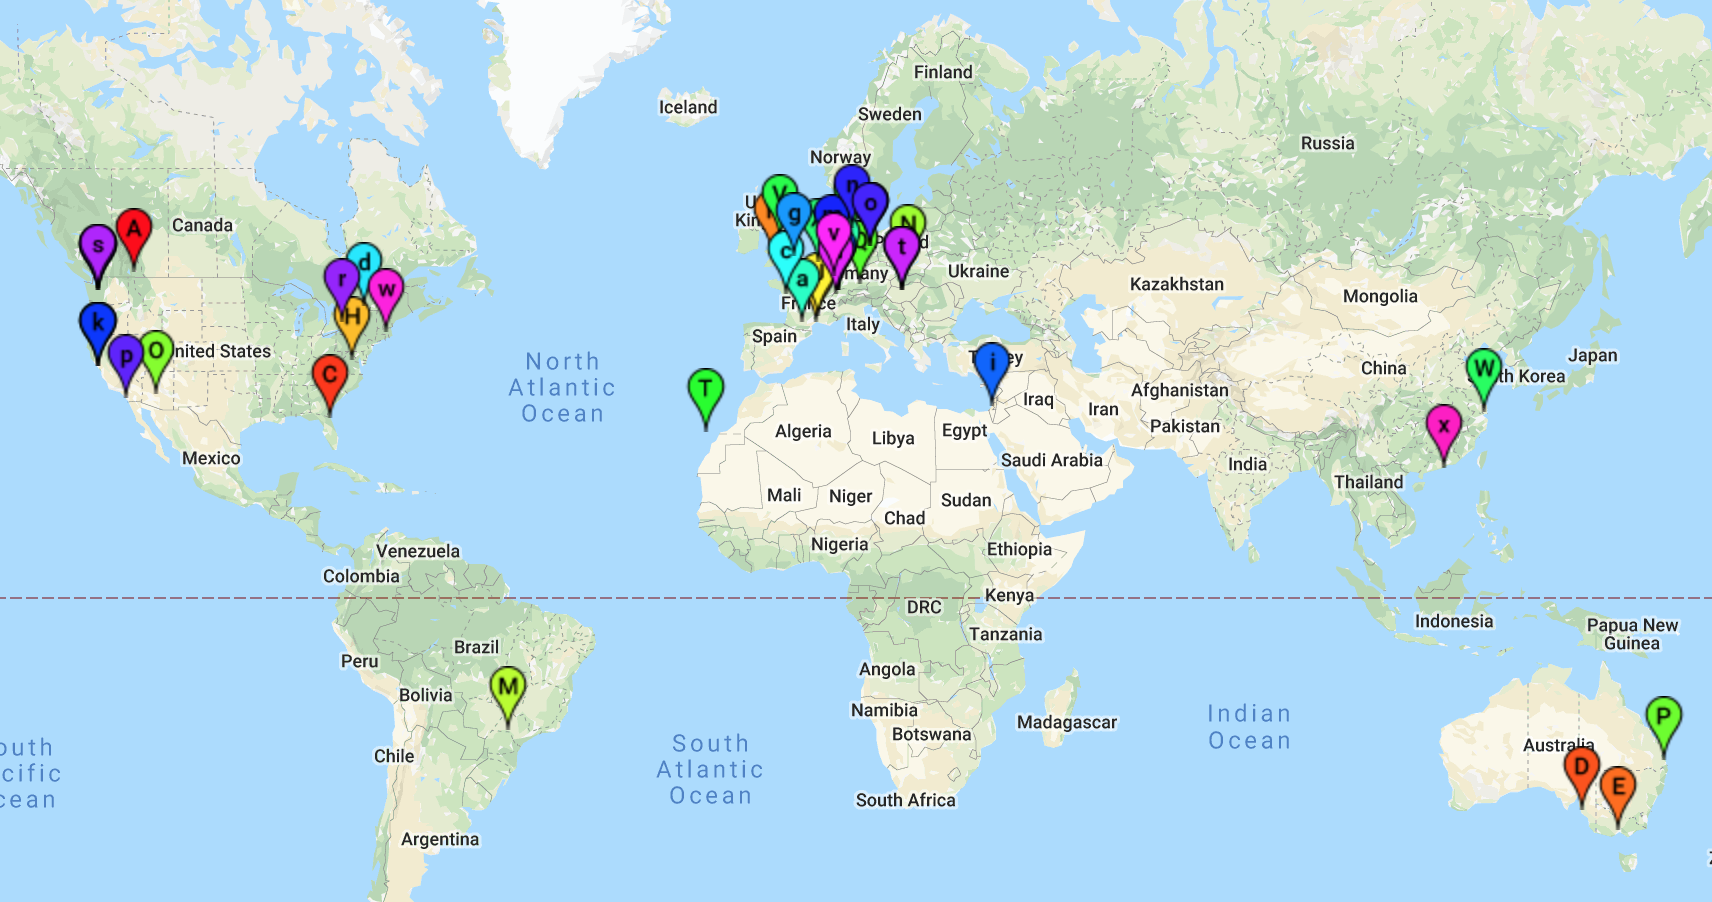 Finland
Iceland
Sweden
Russia
Norway
n
V
o
g
N
U
Kin
A
Canada
v
s
c
t
d
many
Ukraine
r
a
w
Kazakhstan
Mongolia
France
H
k
Italy
Spain
p
O
nited States
North
Atlantic
Ocean
i
T
ey
Japan
China
W
th Korea
C
T
Afghanistan
Iraq
Iran
Pakistan
x
Algeria
Libya
Egypt
Mexico
Saudi Arabia
India
Thailand
Mali
Niger
Sudan
Chad
Nigeria
Ethiopia
Venezuela
Colombia
Kenya
DRC
Indonesia
Papua New
Guinea
Tanzania
Brazil
Peru
Angola
M
Bolivia
Namibia
Madagascar
Indian
Ocean
P
Botswana
outh
cific
cean
South
Atlantic
Ocean
Chile
Australia
D
E
South Africa
Argentina